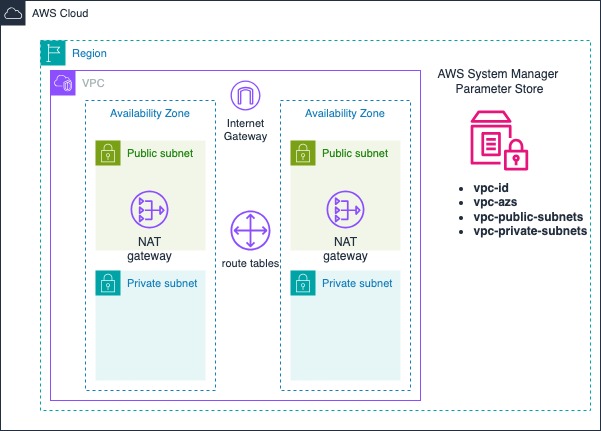 AWS Cloud
Region
VPC
Availability Zone
Public subnet
NAT
gateway
Private subnet
Internet
Gateway
route tables
Availability Zone
Public subnet
NAT
gateway
Private subnet
AWS System Manager
Parameter Store
• vpc-id
• vpc-azs
• vpc-public-subnets
• vpc-private-subnets